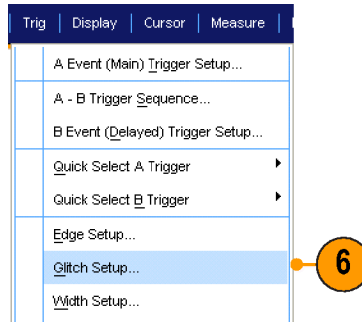 Trig | Display | Cursor | Measure |
A Event (Main) Trigger Setup...
A - B Trigger Sequence...
B Event (Delayed) Trigger Setup...
Quick Select A Trigger
Quick Select B Trigger
Edge Setup...
Glitch Setup...
6
Width Setup...